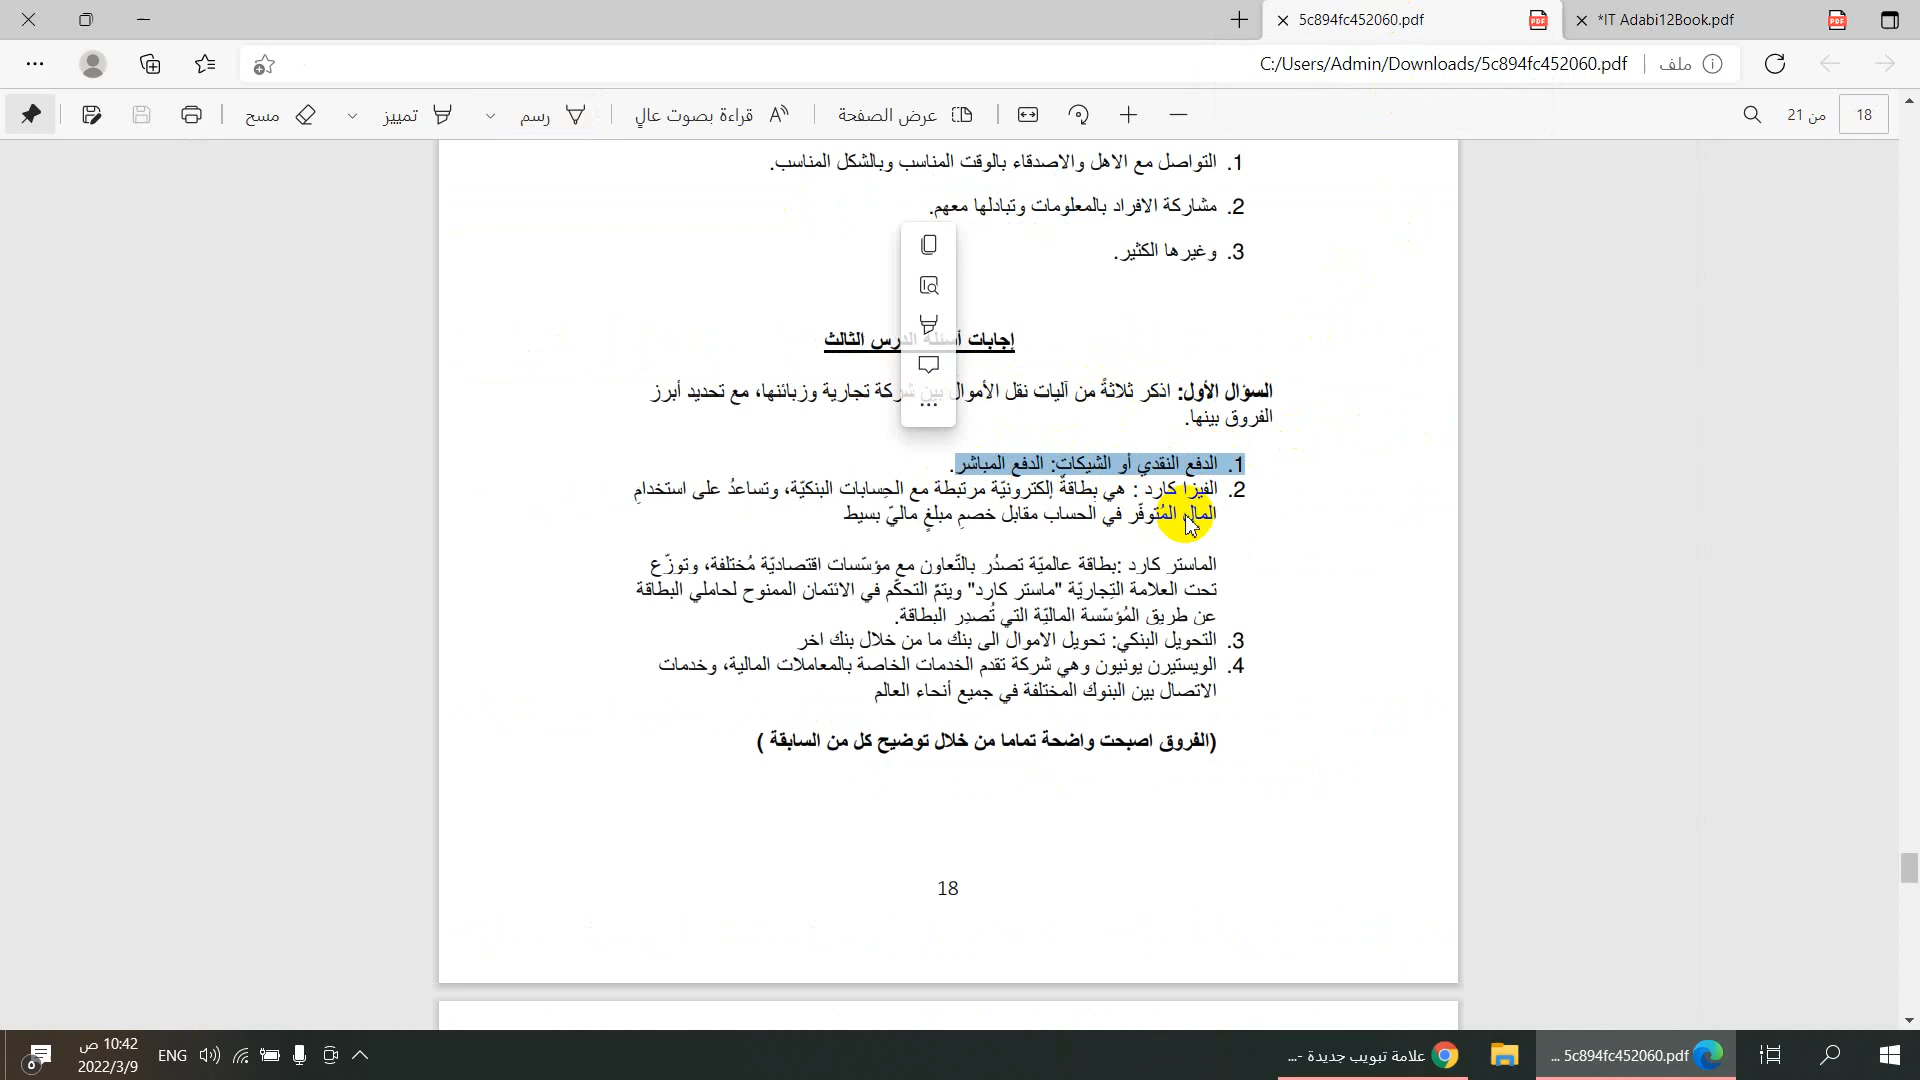 5c894fc452060.pdf
*IT Adabi12Book.pdf
C:/Users/Admin/Downloads/5c894fc452060.pdf
ملف
18
من 21
عرض الصفحة
قراءة بصوت عالٍ
رسم
تمييز
مسح
1. التواصل مع الاهل والاصدقاء بالوقت المناسب وبالشكل المناسب.
2. مشاركة الافراد بالمعلومات وتبادلها معهم.
3. وغيرها الكثير.
إجابات أسئلة الدرس الثالث
السؤال الأول: اذكر ثلاثةً من آليات نقل الأموال بين شركة تجارية وزبائنها، مع تحديد أبرز
الفروق بينها.
1. الدفع النقدي أو الشيكات: الدفع المباشر.
2. الفيزا كارد : هي بِطاقةٌ إلكترونيّة مرتبطة مع الحِسابات البنكيّة، وتساعدُ على استخدامِ
المال المُتوفّر في الحساب مقابل خصمِ مبلغٍ ماليّ بسيط
الماستر كارد :بطاقة عالميّة تصدُر بالتّعاون مع مؤسّسات اقتصاديّة مُختلفة، وتوزّع
تحت العلامة التِجاريّة "ماستر كارد" ويتمّ التحكّم في الائتمان الممنوح لحاملي البطاقة
عن طريق المُؤسّسة الماليّة التي تُصدِر البطاقة.
3. التحويل البنكي: تحويل الاموال الى بنك ما من خلال بنك اخر
4. الويستيرن يونيون وهي شركة تقدم الخدمات الخاصة بالمعاملات المالية، وخدمات
الاتصال بين البنوك المختلفة في جميع أنحاء العالم
(الفروق اصبحت واضحة تماما من خلال توضيح كل من السابقة )
18
5c894fc452060.pdf ...
علامة تبويب جديدة -...
ENG
10:42 ص
2022/3/9
6